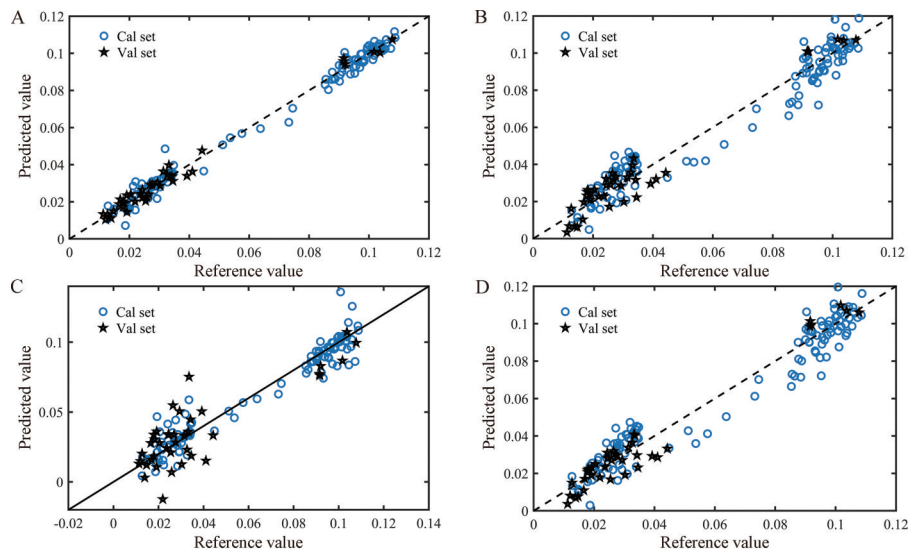 A
0.12
0.1
0.08
0.06
0.04
0.02
0
Predicted value
Cal set
Val set
0 0.02 0.04 0.06 0.08 0.1 0.12
Reference value
B
0.12
0.1
0.08
0.06
0.04
0.02
0
Predicted value
Cal set
Val set
0 0.02 0.04 0.06 0.08 0.1 0.12
Reference value
C
0.1
0.05
0
Predicted value
Cal set
Val set
-0.02 0 0.02 0.04 0.06 0.08 0.1 0.12 0.14
Reference value
D
0.12
0.1
0.08
0.06
0.04
0.02
0
Predicted value
Cal set
Val set
0 0.02 0.04 0.06 0.08 0.1 0.12
Reference value